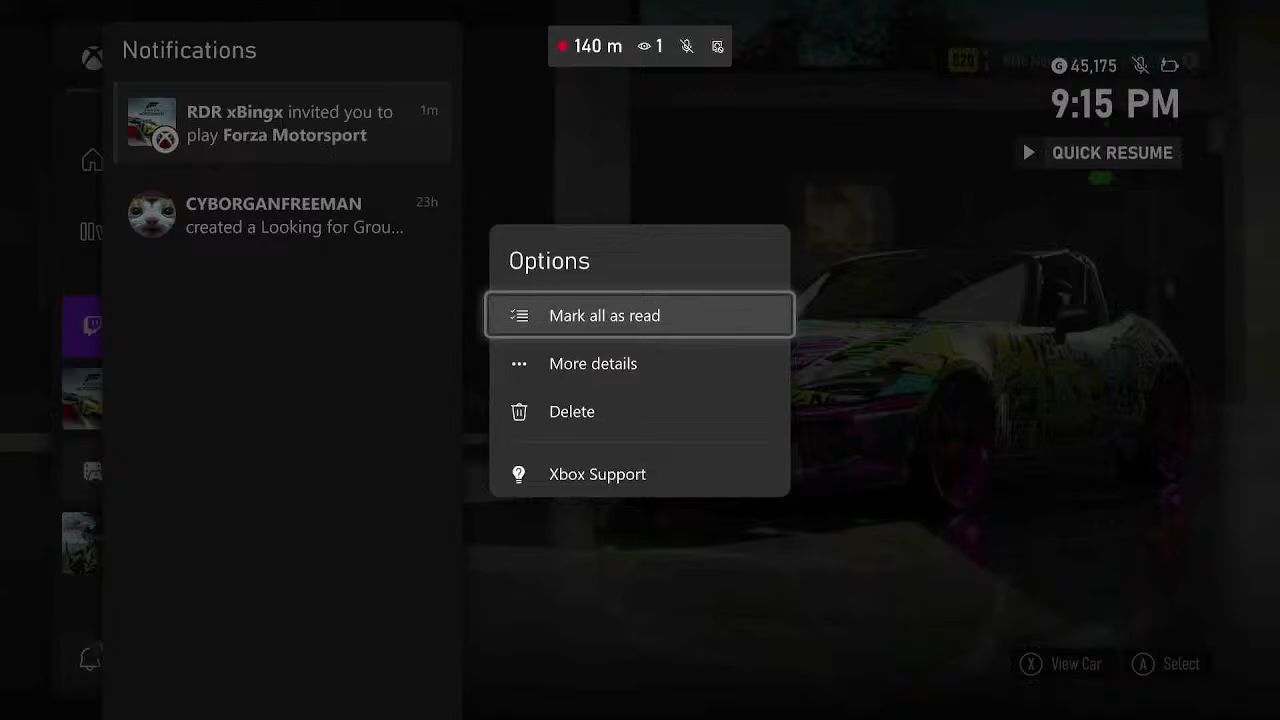 Notifications
RDR xBingx invited you to
play Forza Motorsport
1m
CYBORGANFREEMAN
created a Looking for Grou...
23h
140 m
1
G 45,175
9:15 PM
QUICK RESUME
820
Options
Mark all as read
More details
Delete
Xbox Support
X View Car
A Select